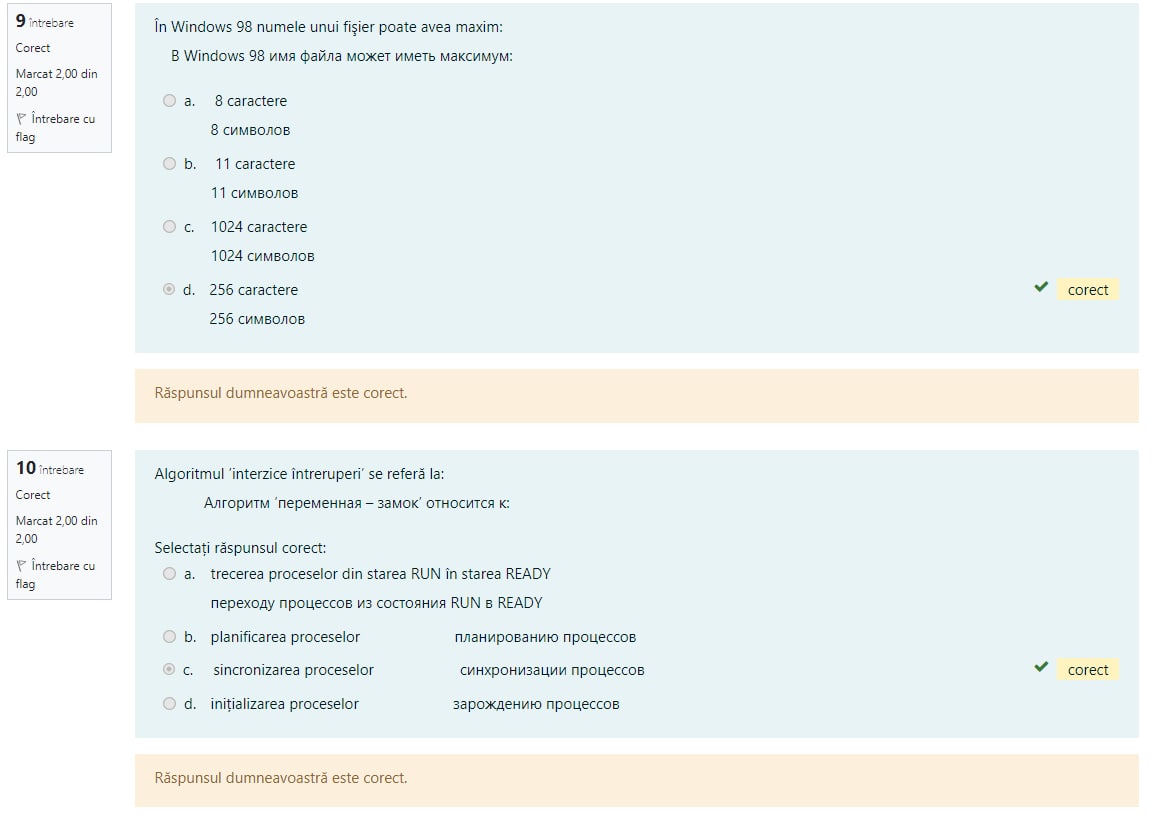 9 întrebare
Corect
Marcat 2,00 din
2,00
Întrebare cu
flag
În Windows 98 numele unui fişier poate avea maxim:
В Windows 98 имя файла может иметь максимум:
a. 8 caractere
8 символов
b. 11 caractere
11 символов
c. 1024 caractere
1024 символов
d. 256 caractere corect
256 символов
Răspunsul dumneavoastră este corect.
10 întrebare
Corect
Marcat 2,00 din
2,00
Întrebare cu
flag
Algoritmul ‘interzice întreruperi’ se referă la:
Алгоритм ‘переменная – замок’ относится к:
Selectați răspunsul corect:
a. trecerea proceselor din starea RUN în starea READY
переходу процессов из состояния RUN в READY
b. planificarea proceselor планированию процессов
c. sincronizarea proceselor синхронизации процессов corect
d. inițializarea proceselor зарождению процессов
Răspunsul dumneavoastră este corect.